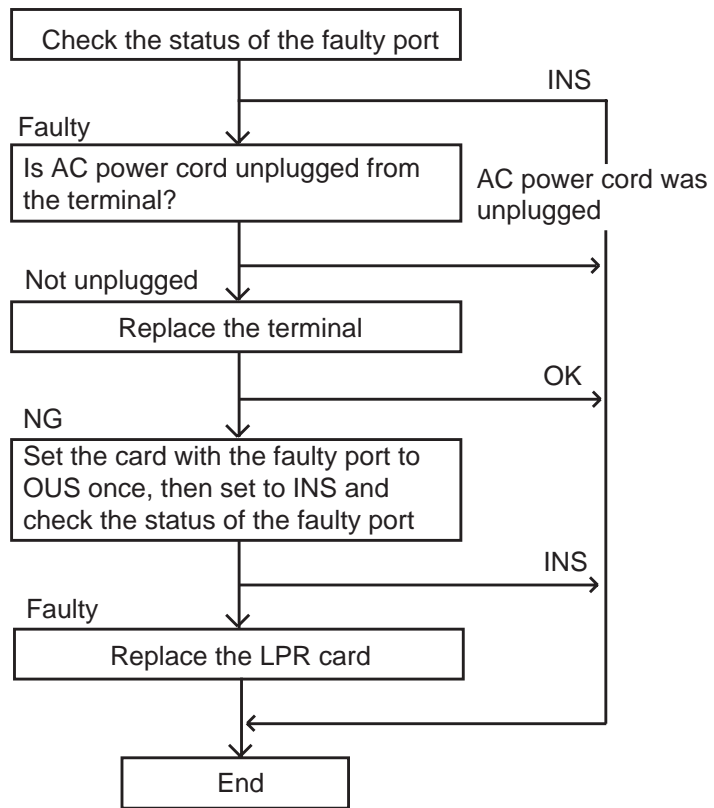 Check the status of the faulty port
INS
Faulty
Is AC power cord unplugged from
the terminal?
AC power cord was
unplugged
Not unplugged
Replace the terminal
OK
NG
Set the card with the faulty port to
OUS once, then set to INS and
check the status of the faulty port
INS
Faulty
Replace the LPR card
End